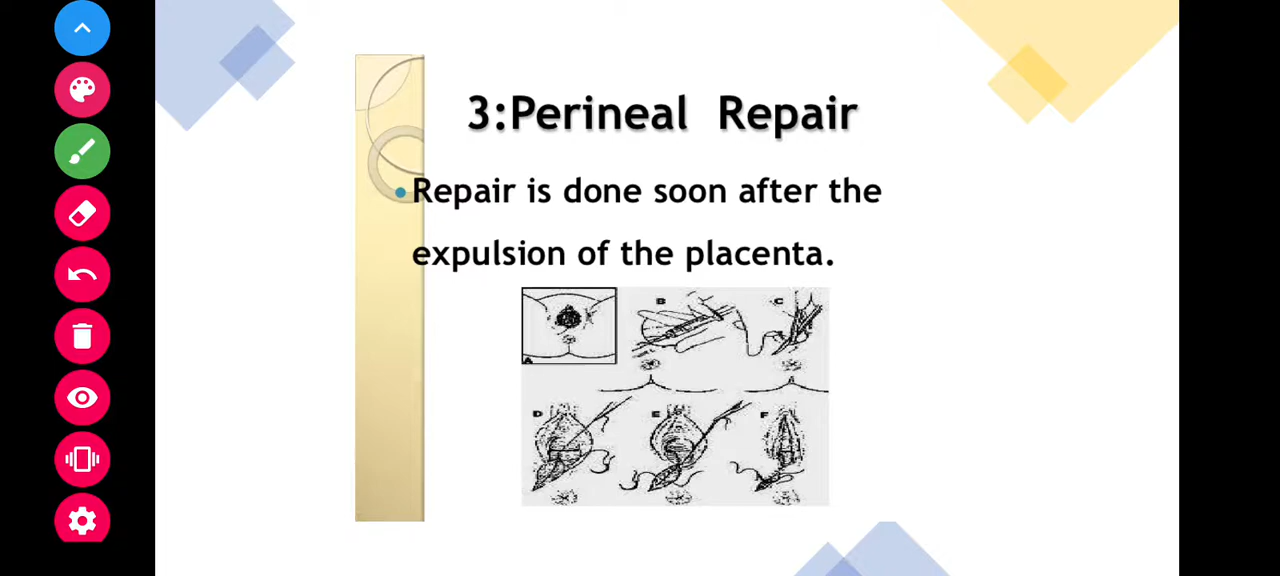 3:Perineal Repair
• Repair is done soon after the
expulsion of the placenta.
A
B
C
D
E
F